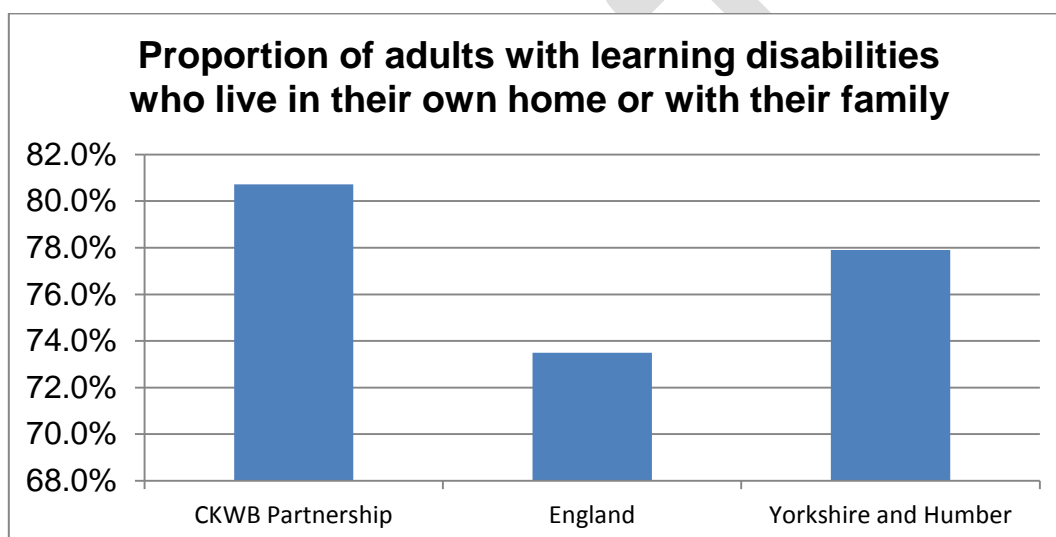 Proportion of adults with learning disabilities
who live in their own home or with their family
82.0%
80.0%
78.0%
76.0%
74.0%
72.0%
70.0%
68.0%
CKWB Partnership England Yorkshire and Humber